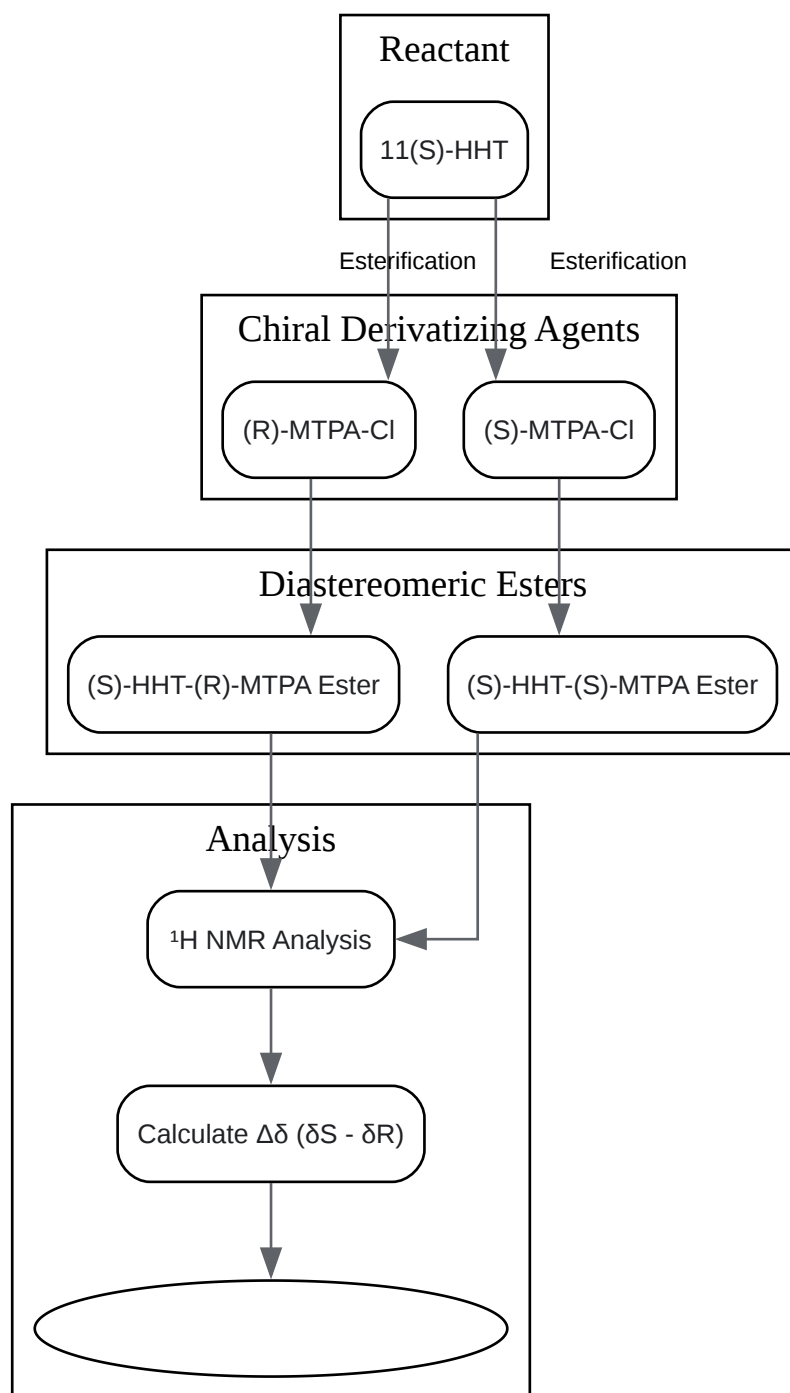 Reactant
11(S)-HHT
Esterification
Esterification
Chiral Derivatizing Agents
(R)-MTPA-Cl
(S)-MTPA-Cl
Diastereomeric Esters
(S)-HHT-(R)-MTPA Ester
(S)-HHT-(S)-MTPA Ester
Analysis
¹H NMR Analysis
Calculate Δδ (δS - δR)